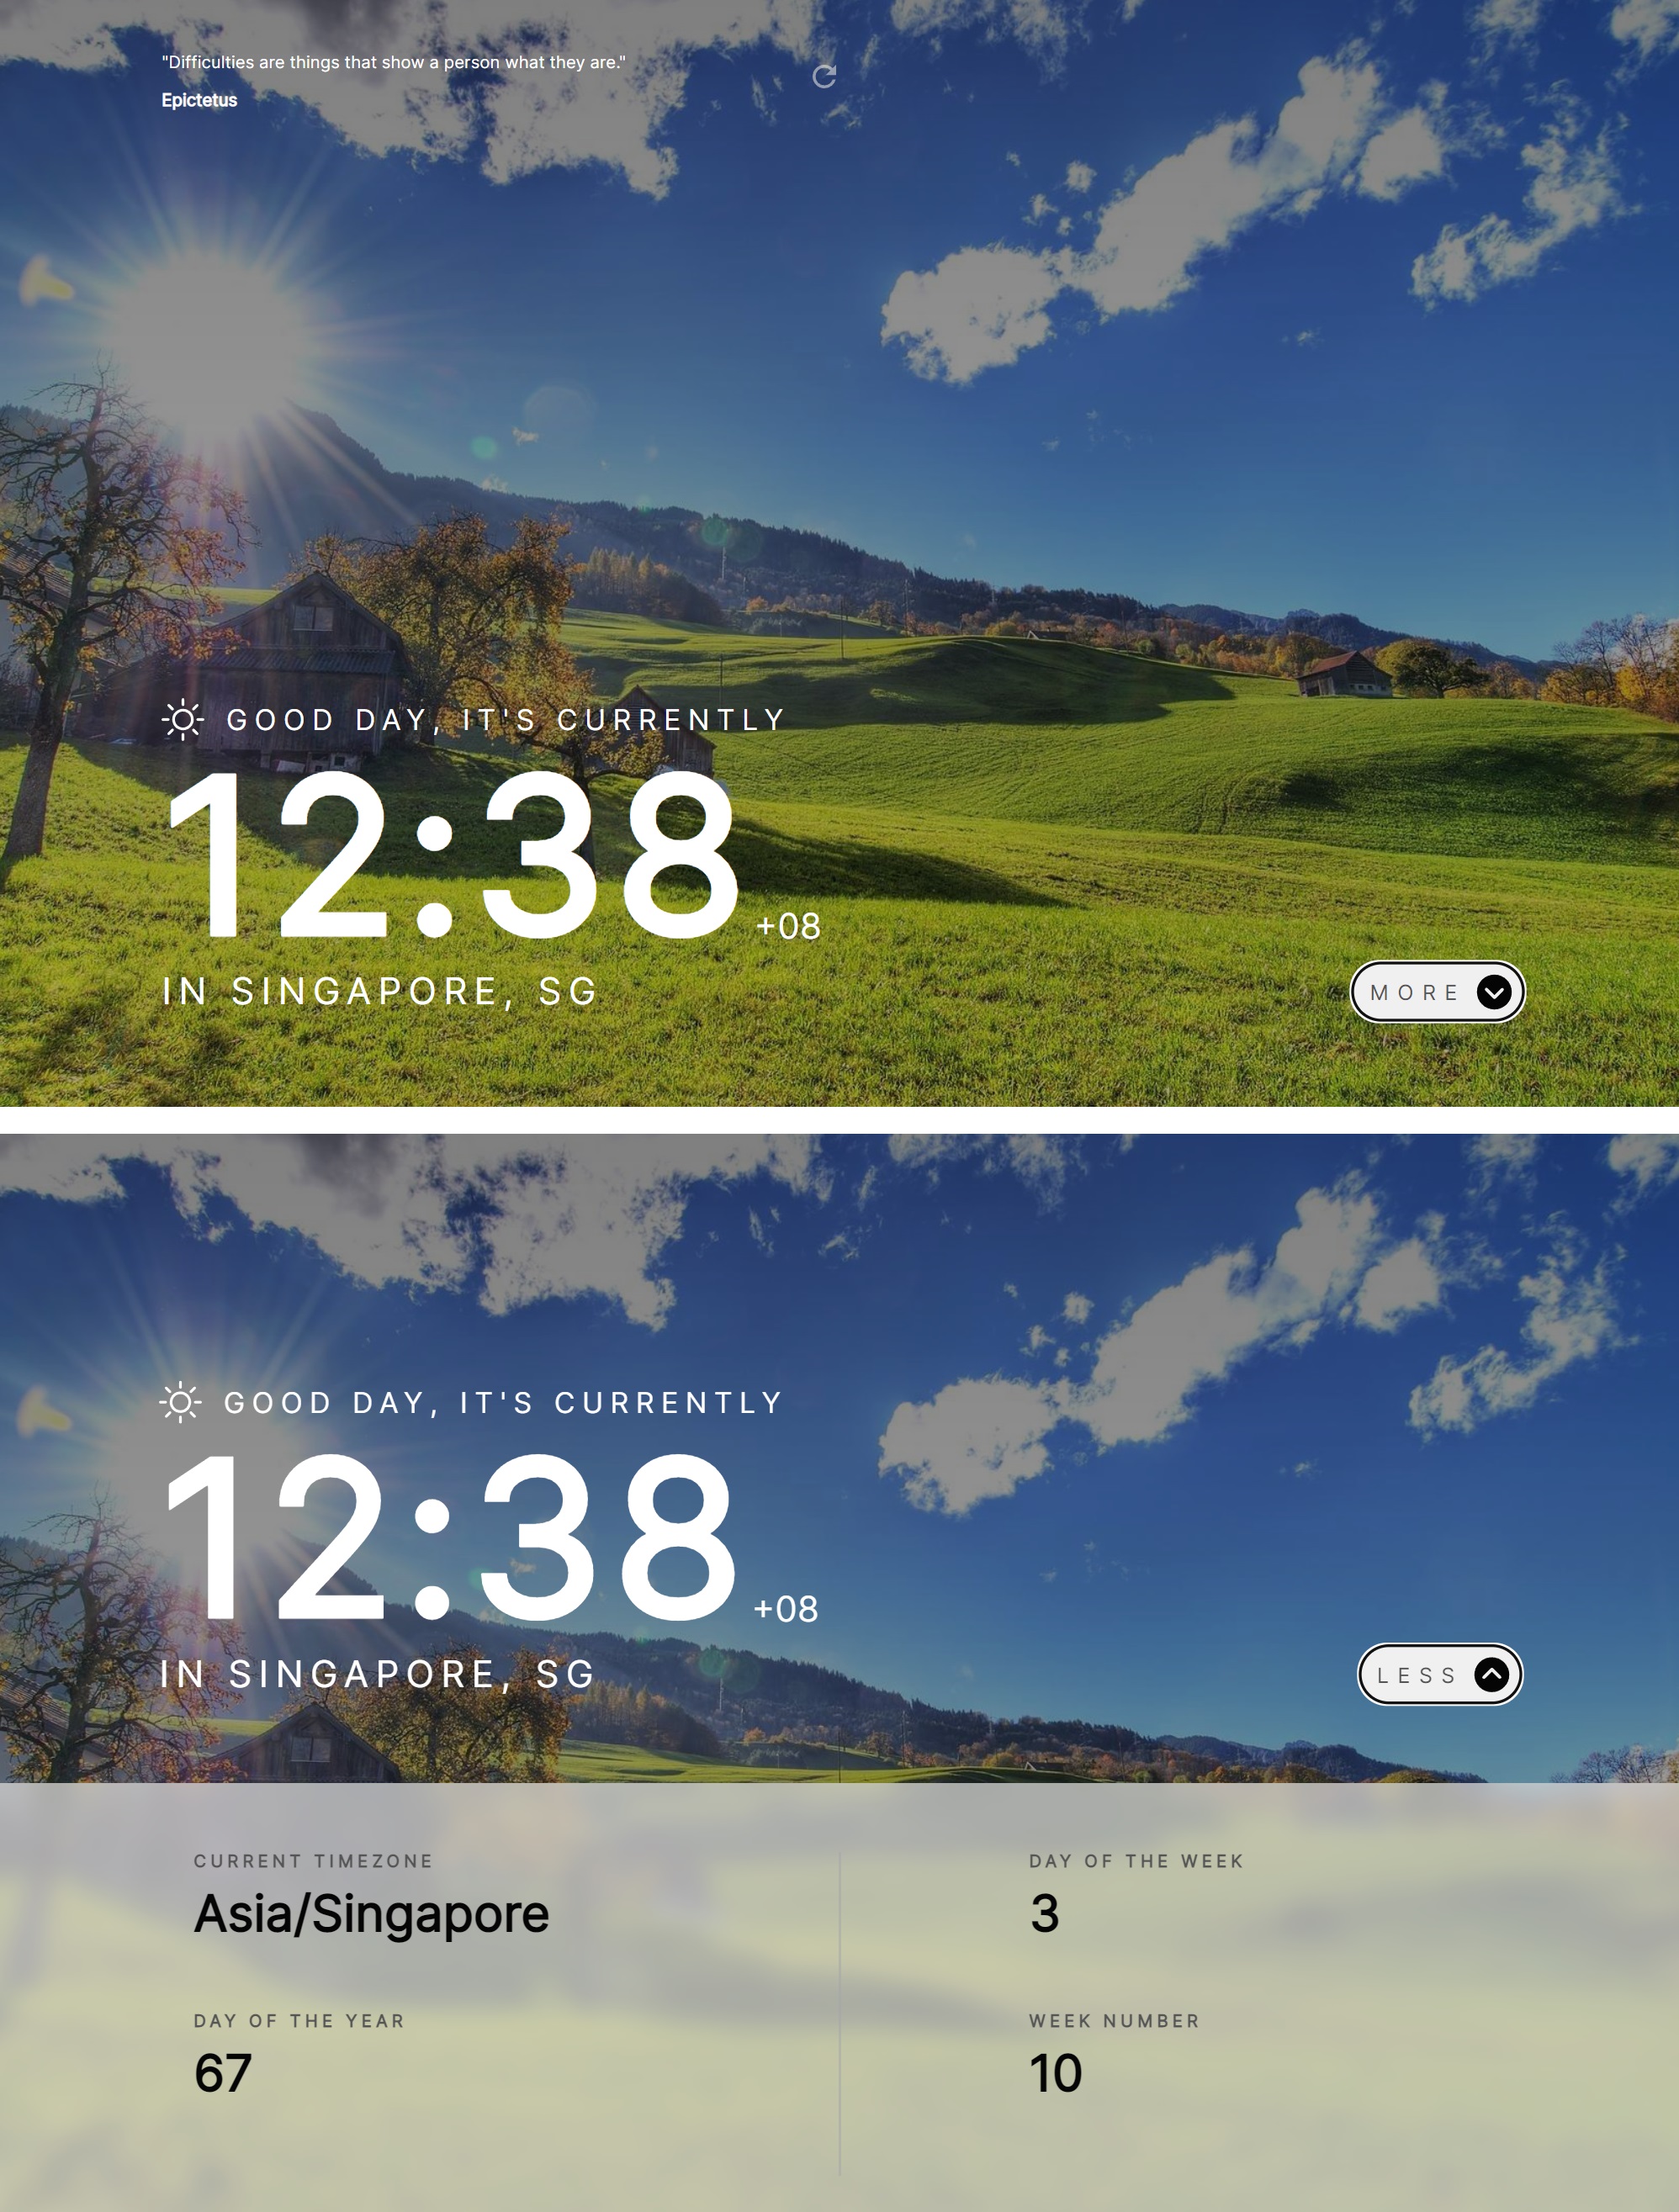 "Difficulties are things that show a person what they are."
Epictetus
GOOD DAY, IT'S CURRENTLY
12:38 +08
IN SINGAPORE, SG
MORE
GOOD DAY, IT'S CURRENTLY
12:38 +08
IN SINGAPORE, SG
LESS
CURRENT TIMEZONE
Asia/Singapore
DAY OF THE WEEK
3
DAY OF THE YEAR
67
WEEK NUMBER
10